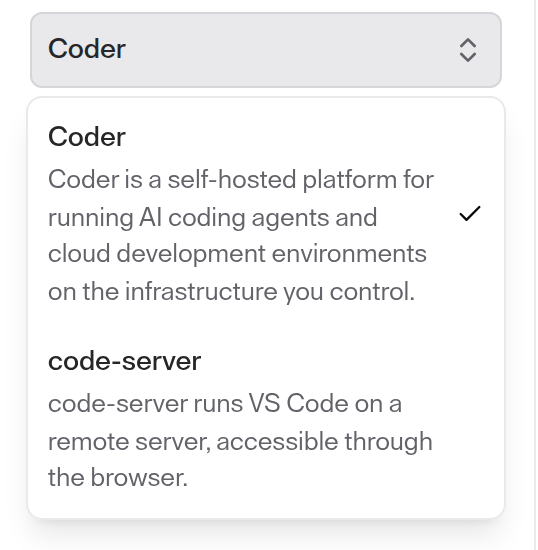 Coder
Coder
Coder is a self-hosted platform for
running AI coding agents and
cloud development environments
on the infrastructure you control.
code-server
code-server runs VS Code on a
remote server, accessible through
the browser.